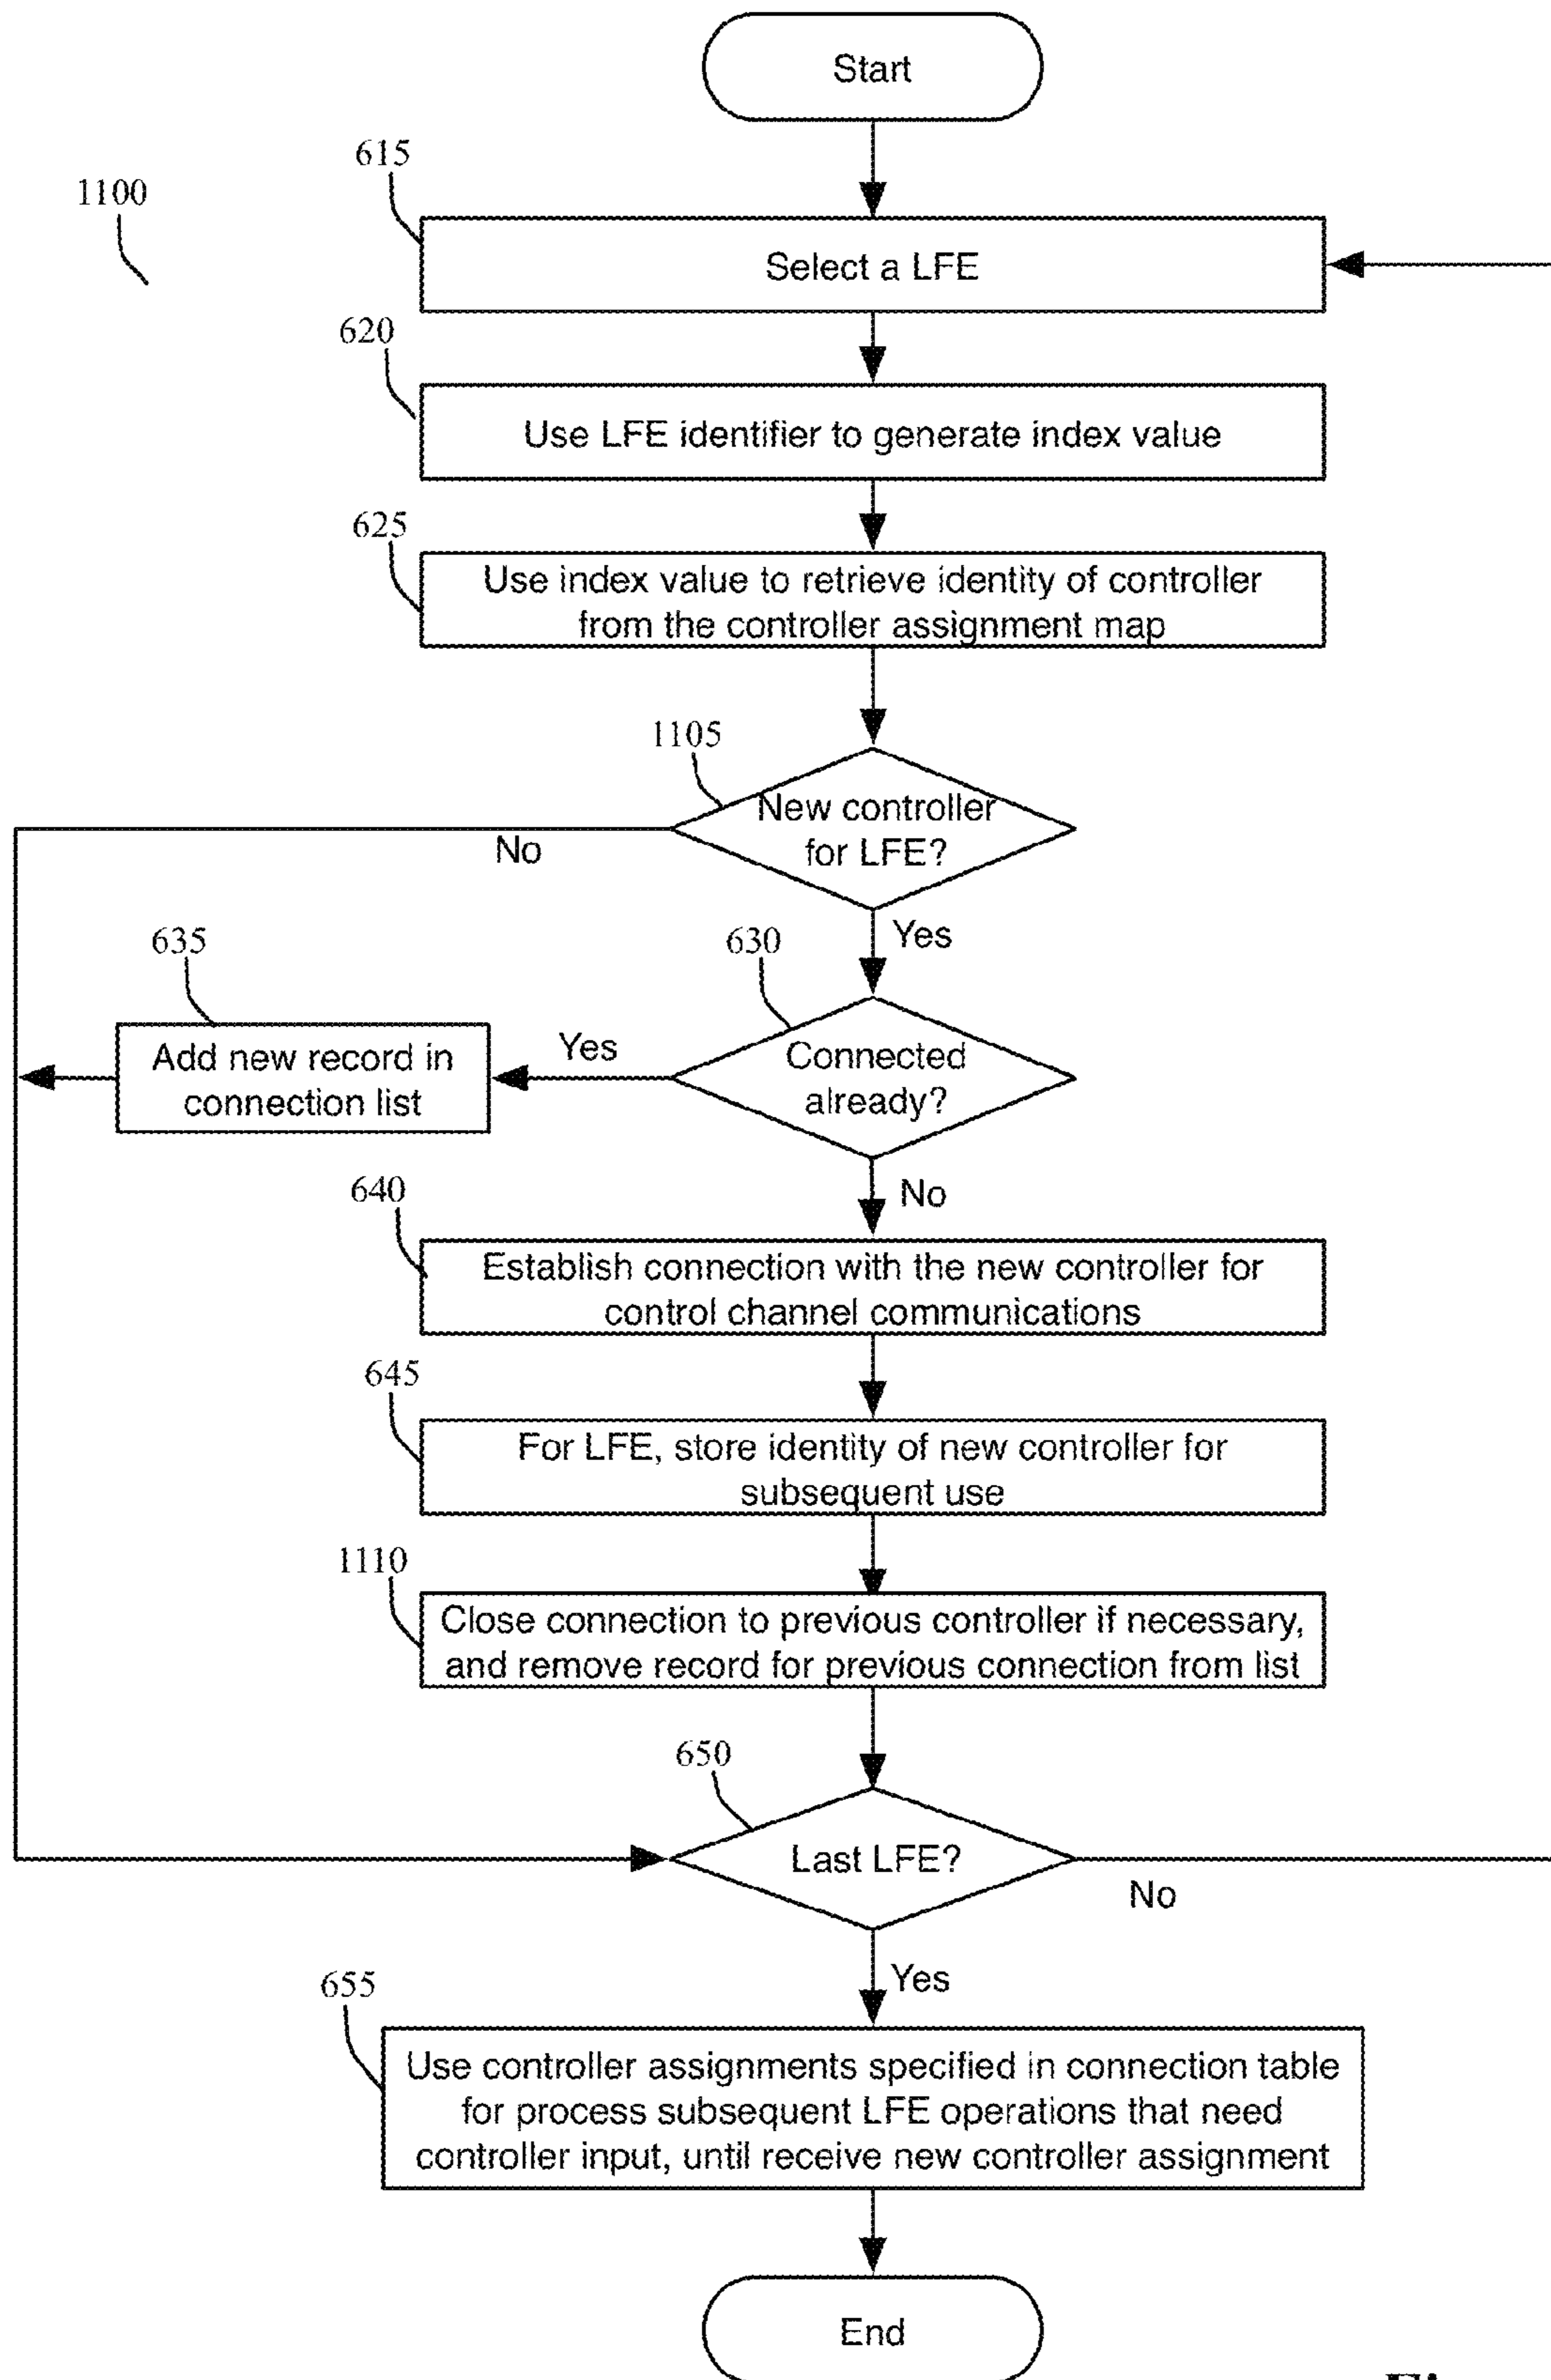 Start
615
1100
Select a LFE
620
Use LFE identifier to generate index value
625
Use index value to retrieve identity of controller
from the controller assignment map
1105
New controller
for LFE?
No
Yes
635
630
Add new record in
connection list
Yes
Connected
already?
No
640
Establish connection with the new controller for
control channel communications
645
For LFE, store identity of new controller for
subsequent use
1110
Close connection to previous controller if necessary,
and remove record for previous connection from list
650
Last LFE?
No
Yes
655
Use controller assignments specified in connection table
for process subsequent LFE operations that need
controller input, until receive new controller assignment
End